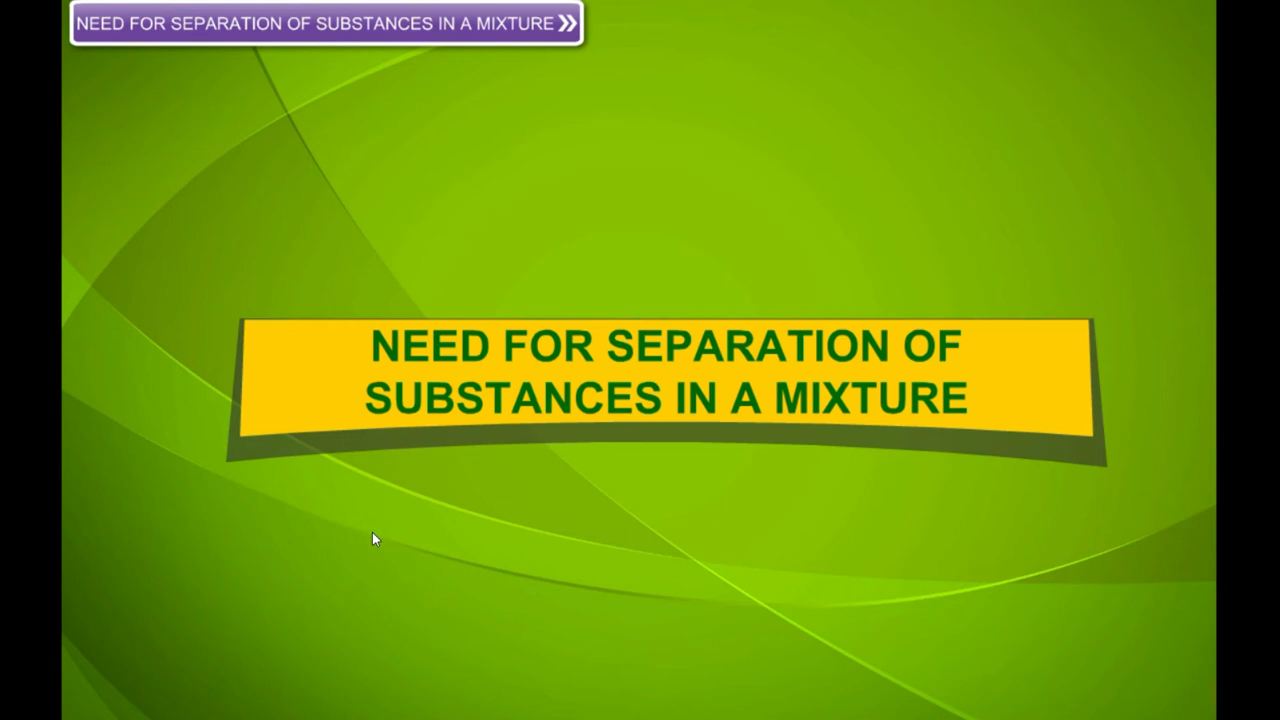 NEED FOR SEPARATION OF SUBSTANCES IN A MIXTURE
NEED FOR SEPARATION OF
SUBSTANCES IN A MIXTURE